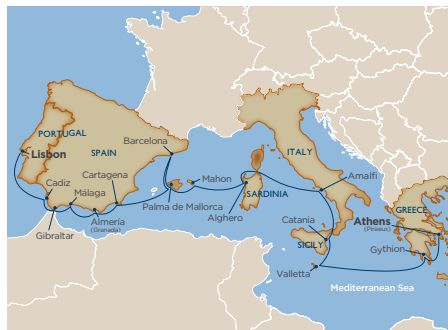 PORTUGAL
Lisbon
SPAIN
Barcelona
Cartagena
Cadiz
Málaga
Gibraltar
Almería
(Granada)
Palma de Mallorca
Mahon
Alghero
SARDINIA
ITALY
Amalfi
Catania
SICILY
Valletta
GREECE
Athens
(Piraeus)
Gythion
Mediterranean Sea